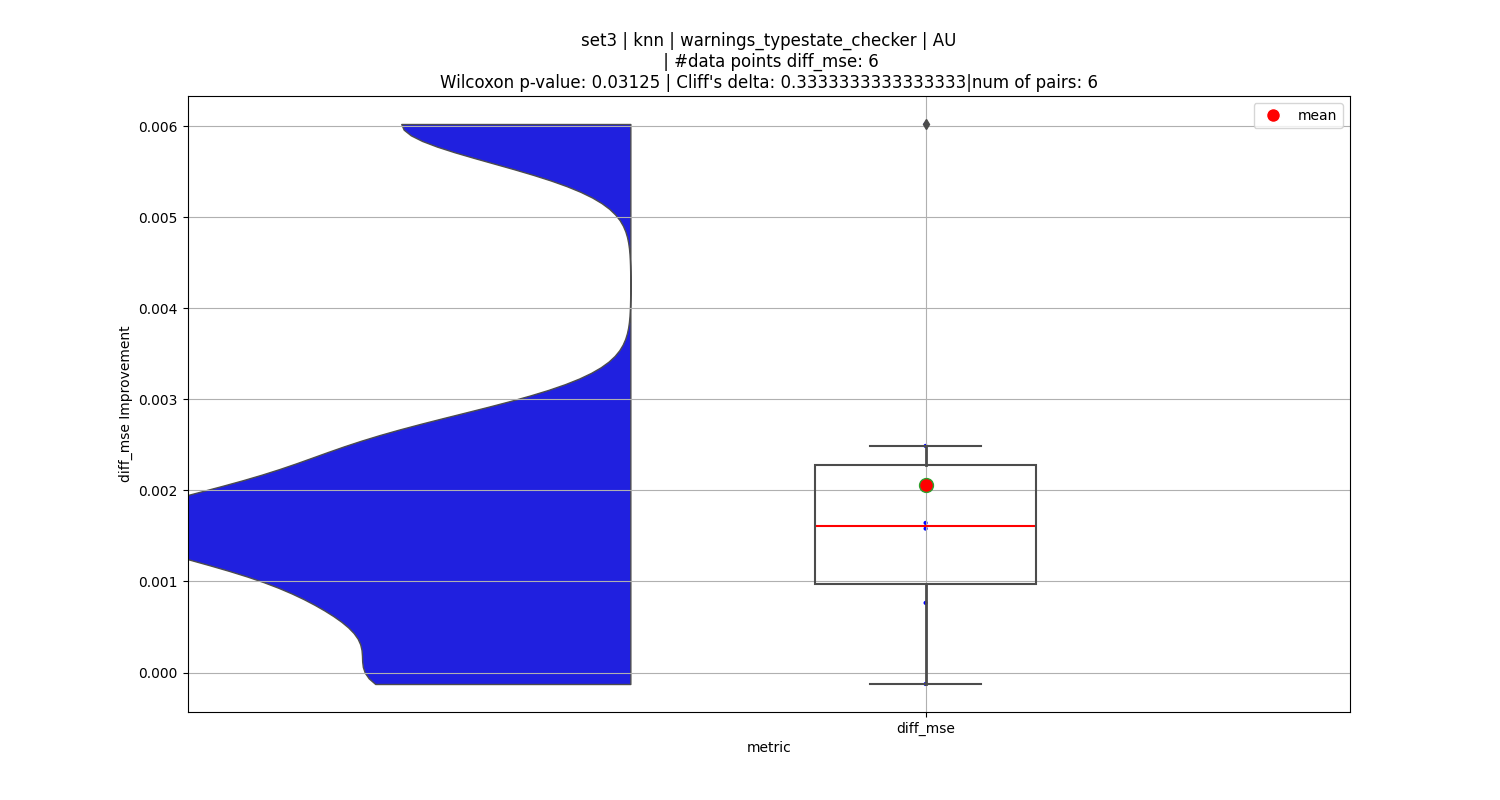 set3 | knn | warnings_typestate_checker | AU
| #data points diff_mse: 6
Wilcoxon p-value: 0.03125 | Cliff's delta: 0.3333333333333333|num of pairs: 6
mean
0.006
0.005
0.004
0.003
0.002
0.001
0.000
diff_mse Improvement
diff_mse
metric